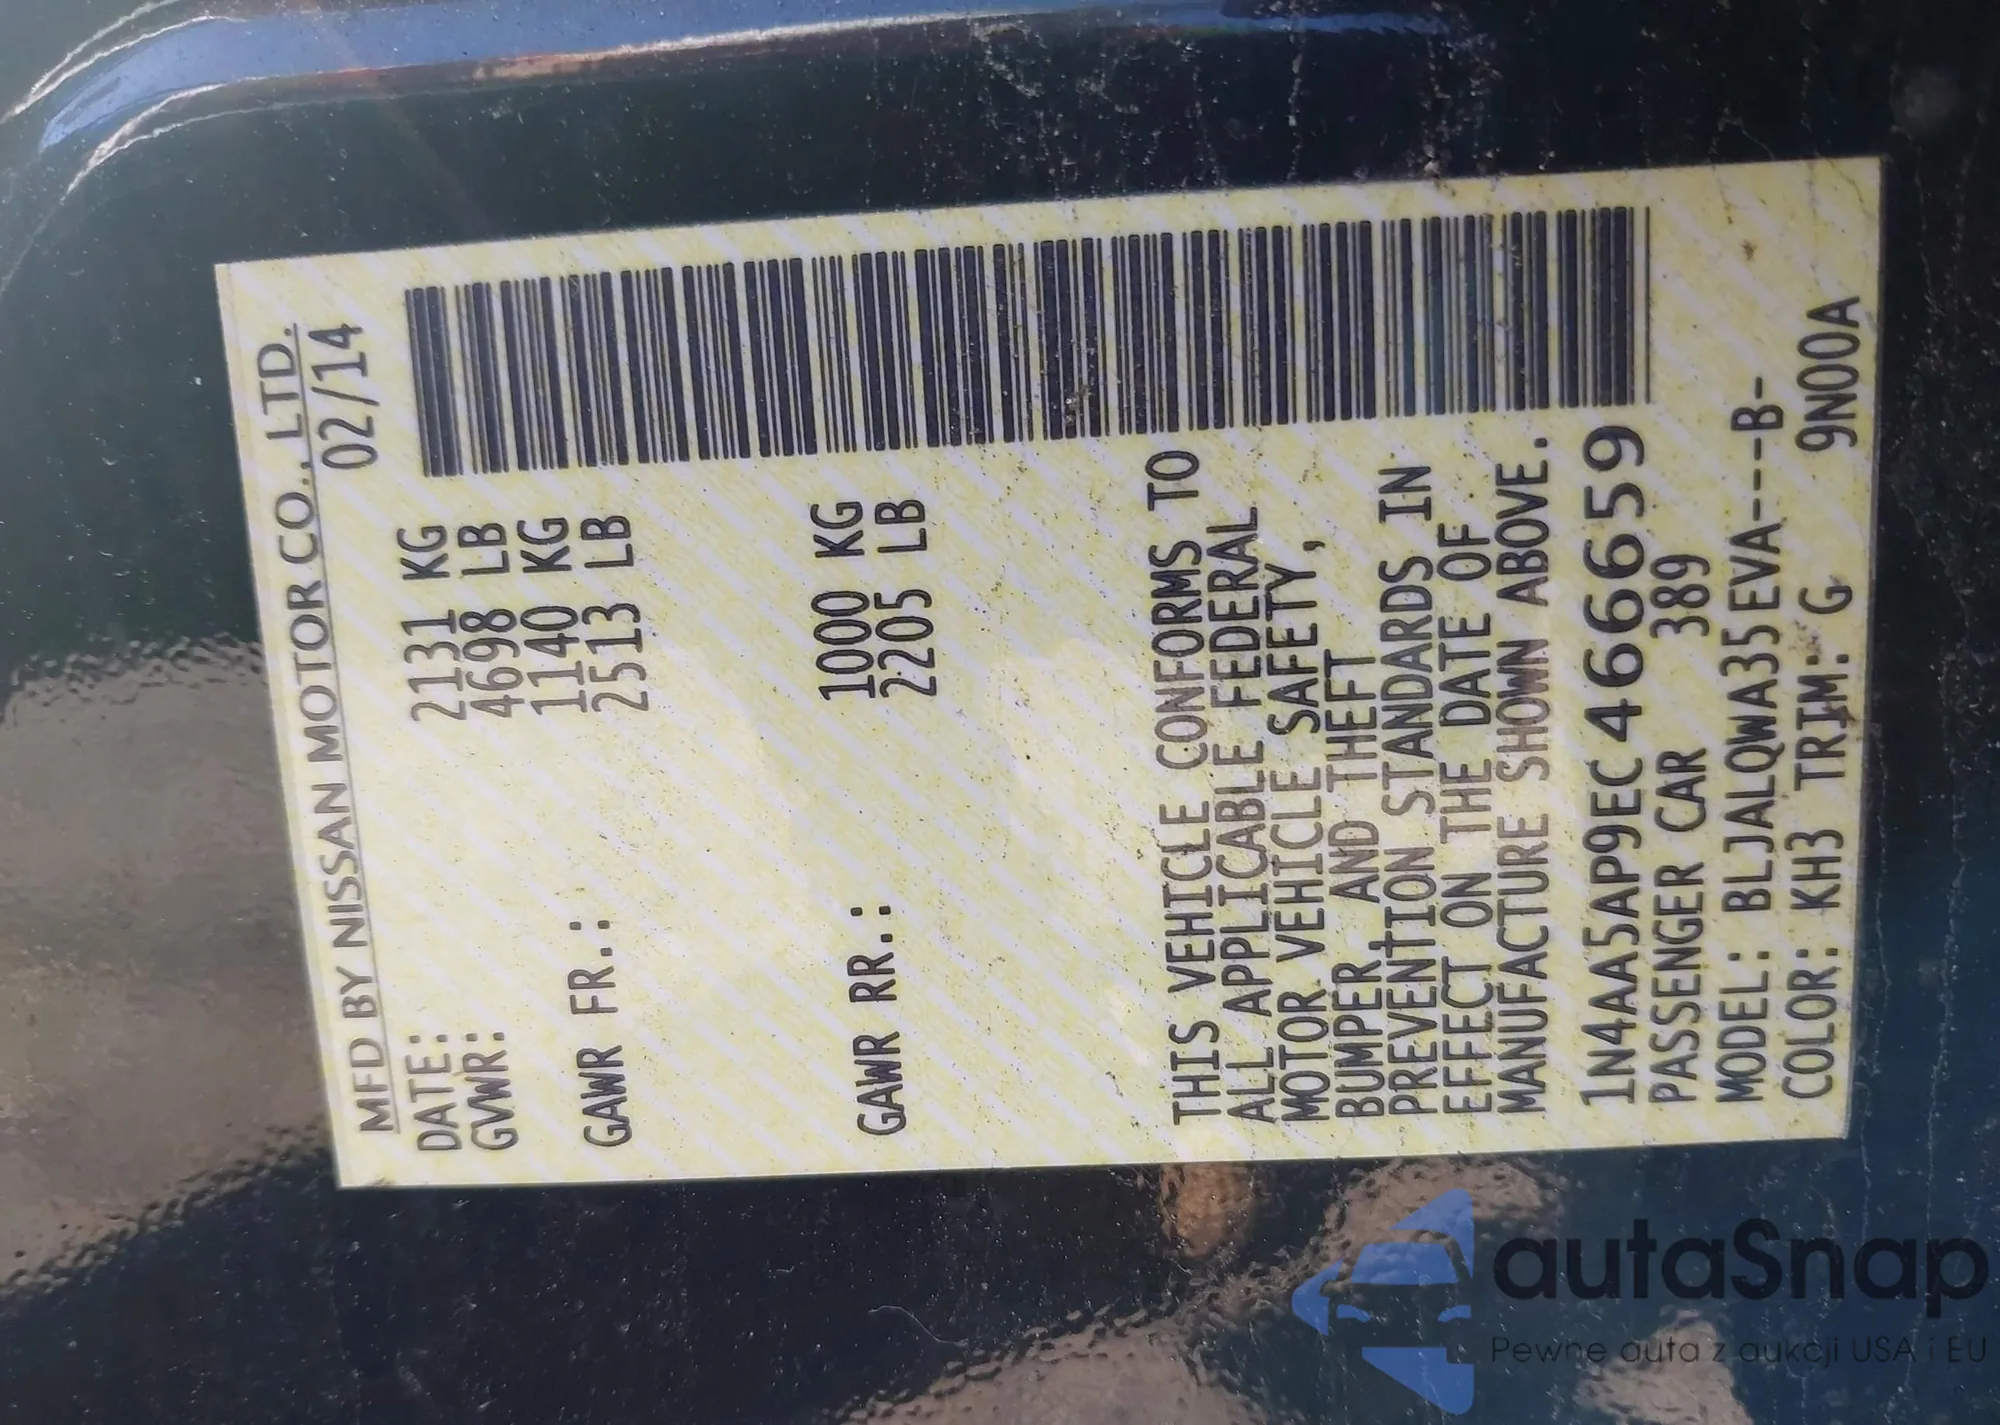 MFD BY NISSAN MOTOR CO., LTD.
DATE: 02/14
GVWR: 2131 KG
4698 LB
GAWR FR.: 1140 KG
2513 LB
GAWR RR.: 1000 KG
2205 LB
THIS VEHICLE CONFORMS TO
ALL APPLICABLE FEDERAL
MOTOR VEHICLE SAFETY,
BUMPER, AND THEFT
PREVENTION STANDARDS IN
EFFECT ON THE DATE OF
MANUFACTURE SHOWN ABOVE.
1N4AA5AP9EC466659
PASSENGER CAR 389
MODEL: BLJALQWA35EVA----B-
COLOR: KH3 TRIM: G 9N00A
autaSnap
Pewne auta z aukcji USA i EU